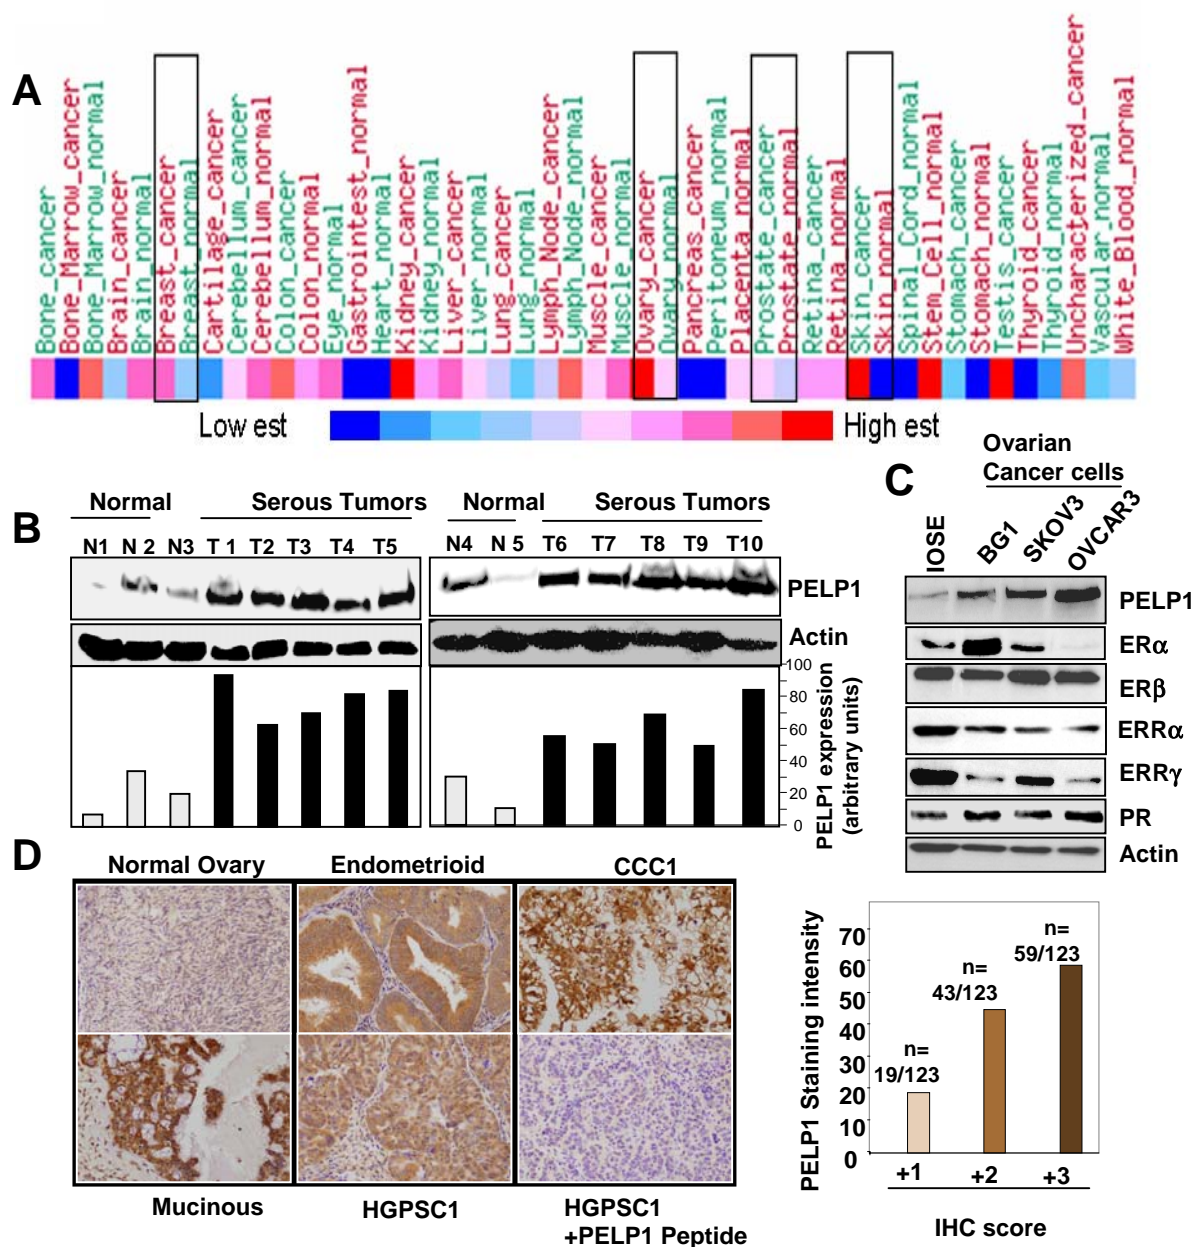 A
Bone_cancer
Bone_Marrow_cancer
Bone_Marrow_normal
Brain_cancer
Brain_normal
Breast_cancer
Breast_normal
Cartilage_cancer
Cerebellum_cancer
Cerebellum_normal
Colon_cancer
Colon_normal
Eye_normal
Gastrointest_normal
Heart_normal
Kidney_cancer
Kidney_normal
Liver_cancer
Liver_normal
Lung_cancer
Lung_normal
Lymph_Node_cancer
Lymph_Node_normal
Muscle_cancer
Muscle_normal
Ovary_cancer
Ovary_normal
Pancreas_cancer
Peritoneum_normal
Placenta_normal
Prostate_cancer
Prostate_normal
Retina_cancer
Retina_normal
Skin_cancer
Skin_normal
Spinal_Cord_normal
Stem_Cell_normal
Stomach_cancer
Stomach_normal
Testis_cancer
Thyroid_cancer
Thyroid_normal
Uncharacterized_cancer
Vascular_normal
White_Blood_normal
Low est
High est
B
Normal Serous Tumors Normal Serous Tumors
N1 N 2 N3 T 1 T2 T3 T4 T5 N4 N 5 T6 T7 T8 T9 T10
PELP1
Actin
100
80
60
40
20
0
PELP1 expression
(arbitrary units)
C
Ovarian
Cancer cells
IOSE BG1 SKOV3 OVCAR3
PELP1
ERα
ERβ
ERRα
ERRγ
PR
Actin
D
Normal Ovary Endometrioid CCC1
Mucinous HGPSC1 HGPSC1
+PELP1 Peptide
PELP1 Staining intensity
70
60
50
40
30
20
10
0
n=
19/123
n=
43/123
n=
59/123
+1 +2 +3
IHC score